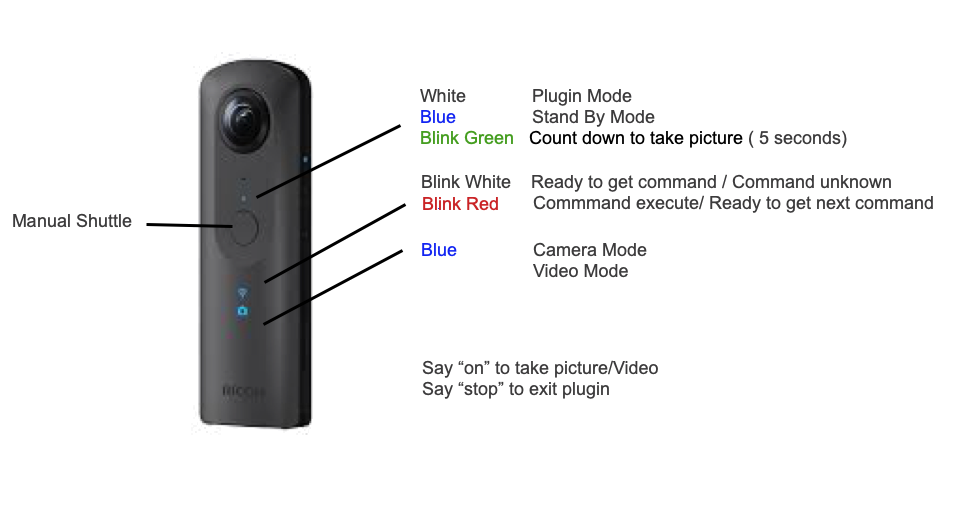 White Plugin Mode
Blue Stand By Mode
Blink Green Count down to take picture ( 5 seconds)
Blink White Ready to get command / Command unknown
Blink Red Commmand execute/ Ready to get next command
Manual Shuttle
Blue Camera Mode
Video Mode
Say “on” to take picture/Video
Say “stop” to exit plugin
RICOH